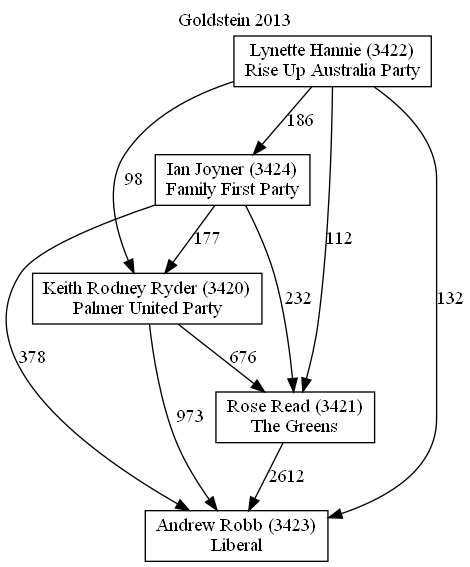 Goldstein 2013
Lynette Hannie (3422)
Rise Up Australia Party
186
Ian Joyner (3424)
Family First Party
98
177
112
232
132
Keith Rodney Ryder (3420)
Palmer United Party
378
676
973
Rose Read (3421)
The Greens
2612
Andrew Robb (3423)
Liberal